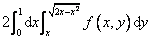 2∫₀¹dx∫ₓ^√(2x−x²) f (x, y)dy